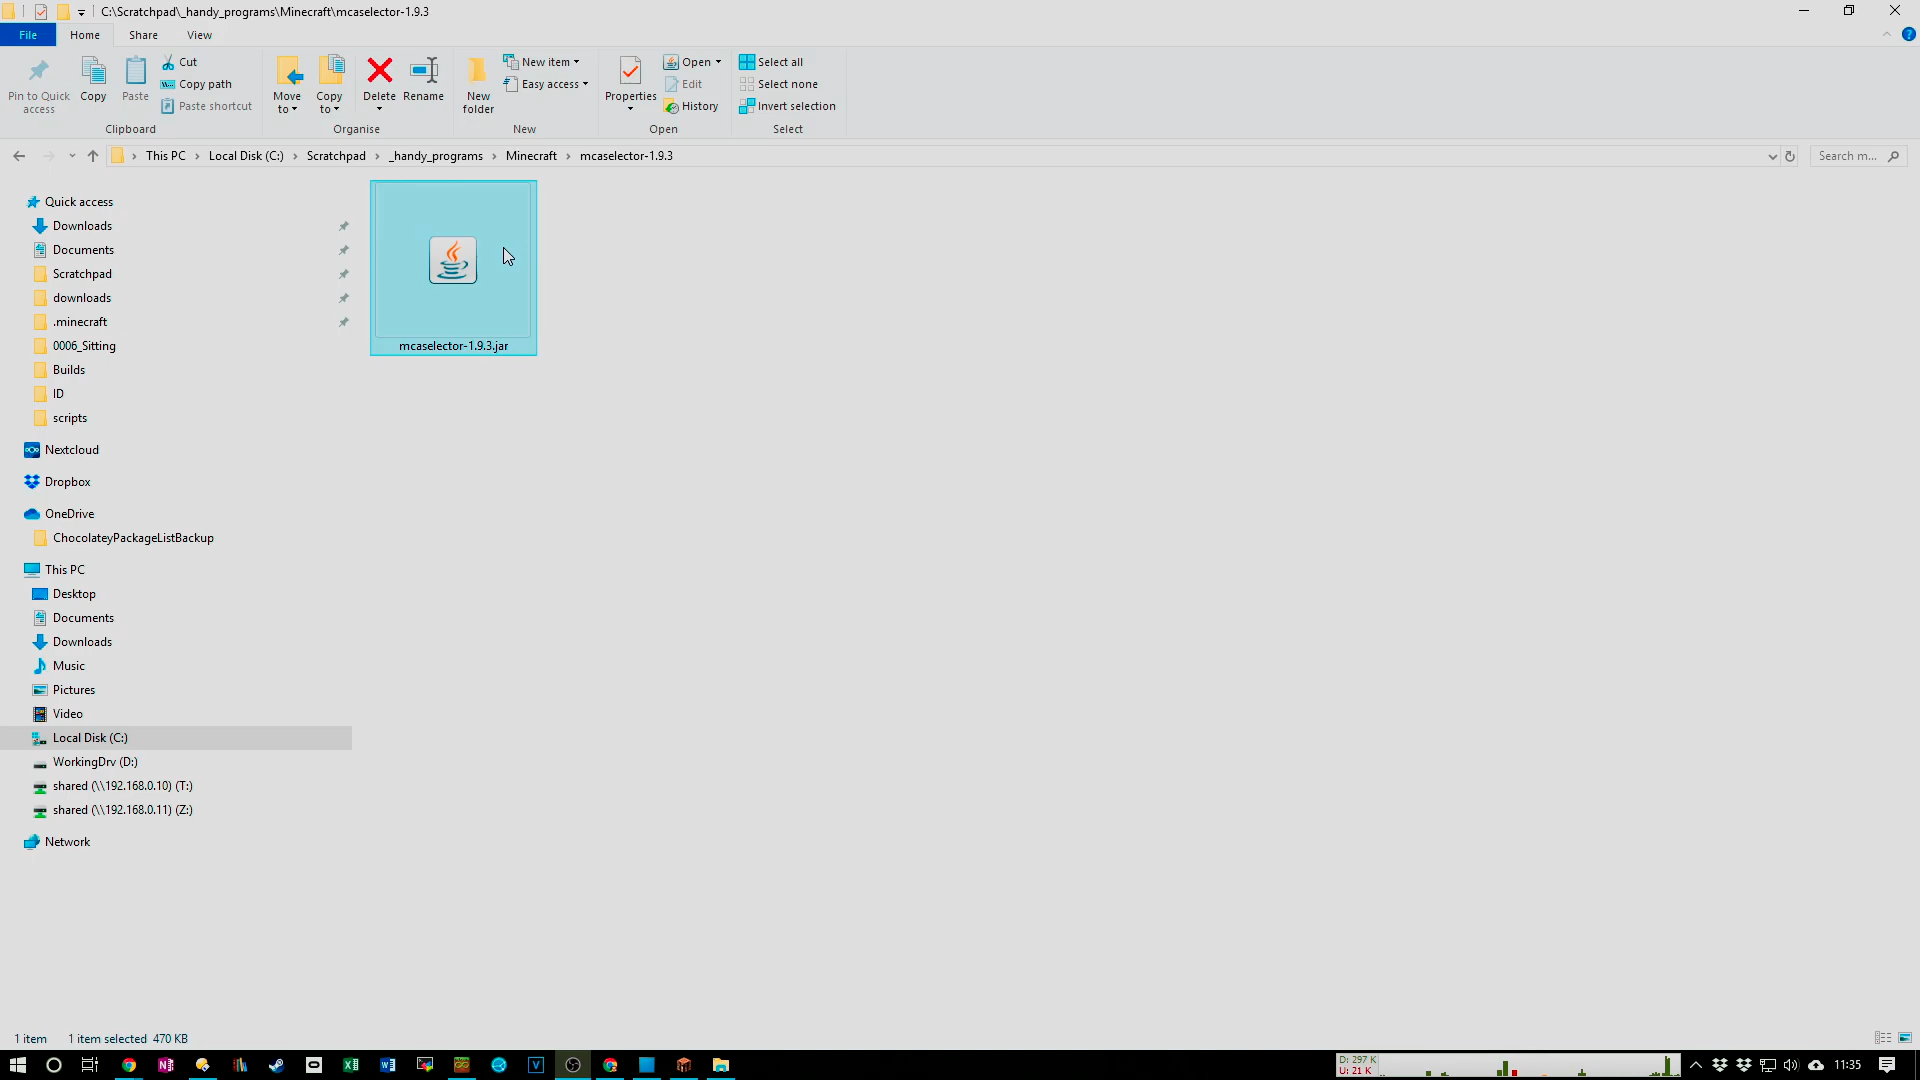 C:\Scratchpad\_handy_programs\Minecraft\mcaselector-1.9.3
File Home Share View
Pin to Quick access
Copy
Paste
Cut
Copy path
Paste shortcut
Clipboard
Move to
Copy to
Delete
Rename
Organise
New folder
New item
Easy access
New
Properties
Open
Edit
History
Open
Select all
Select none
Invert selection
Select
This PC > Local Disk (C:) > Scratchpad > _handy_programs > Minecraft > mcaselector-1.9.3
Search m...
Quick access
Downloads
Documents
Scratchpad
downloads
.minecraft
0006_Sitting
Builds
ID
scripts
Nextcloud
Dropbox
OneDrive
ChocolateyPackageListBackup
This PC
Desktop
Documents
Downloads
Music
Pictures
Video
Local Disk (C:)
WorkingDrv (D:)
shared (\\192.168.0.10) (T:)
shared (\\192.168.0.11) (Z:)
Network
mcaselector-1.9.3.jar
1 item 1 item selected 470 KB
D: 297 K
U: 21 K
11:35